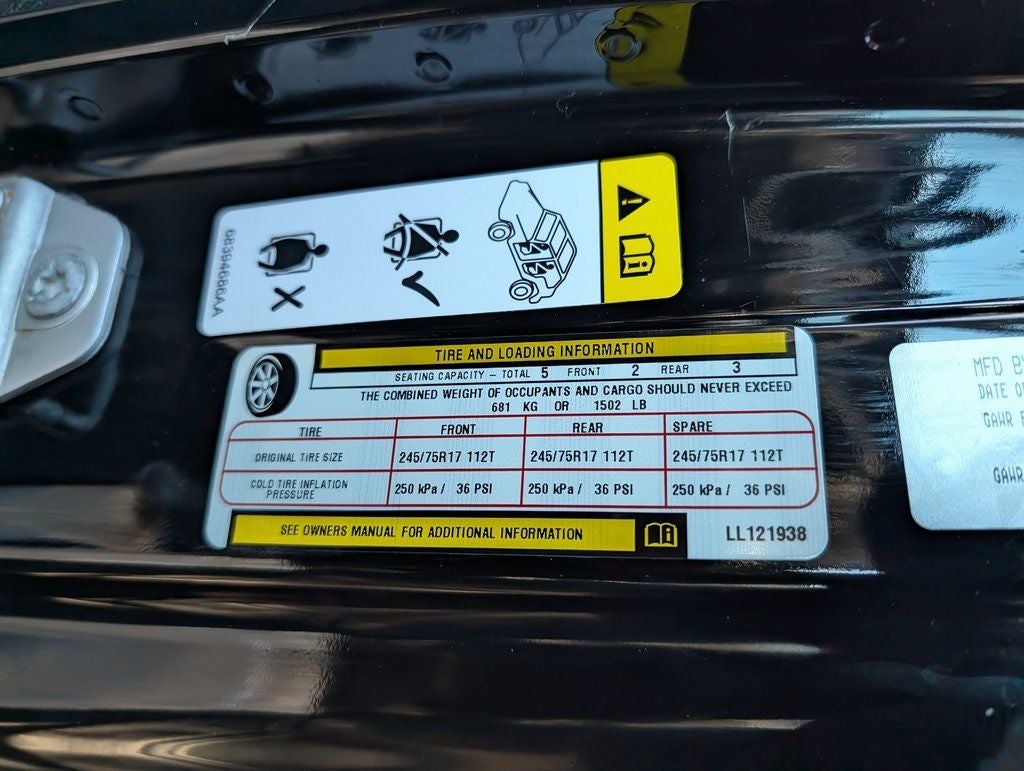 68394686AA
TIRE AND LOADING INFORMATION
SEATING CAPACITY – TOTAL 5 FRONT 2 REAR 3
THE COMBINED WEIGHT OF OCCUPANTS AND CARGO SHOULD NEVER EXCEED
681 KG OR 1502 LB
TIRE FRONT REAR SPARE
ORIGINAL TIRE SIZE 245/75R17 112T 245/75R17 112T 245/75R17 112T
COLD TIRE INFLATION PRESSURE 250 kPa / 36 PSI 250 kPa / 36 PSI 250 kPa / 36 PSI
SEE OWNERS MANUAL FOR ADDITIONAL INFORMATION
LL121938
MFD BY
DATE
GAWR
GAWR